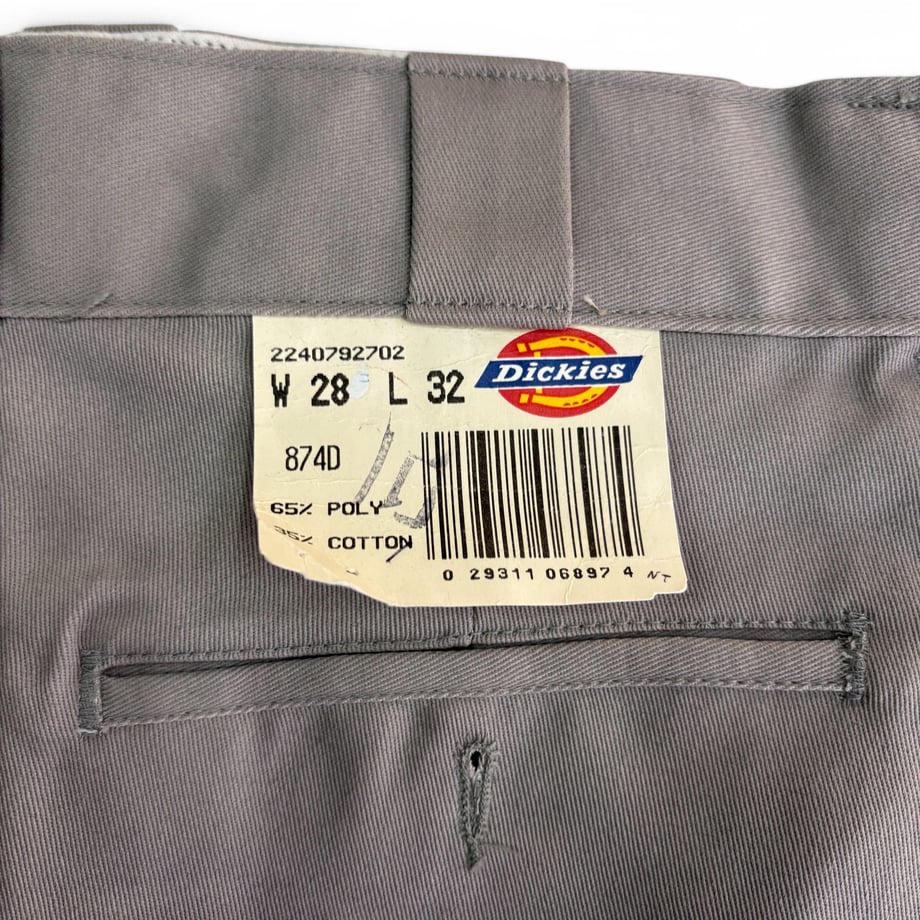 2240792702
W 28 L 32
Dickies
874D
65% POLY
35% COTTON
0 29311 06897 4 NT